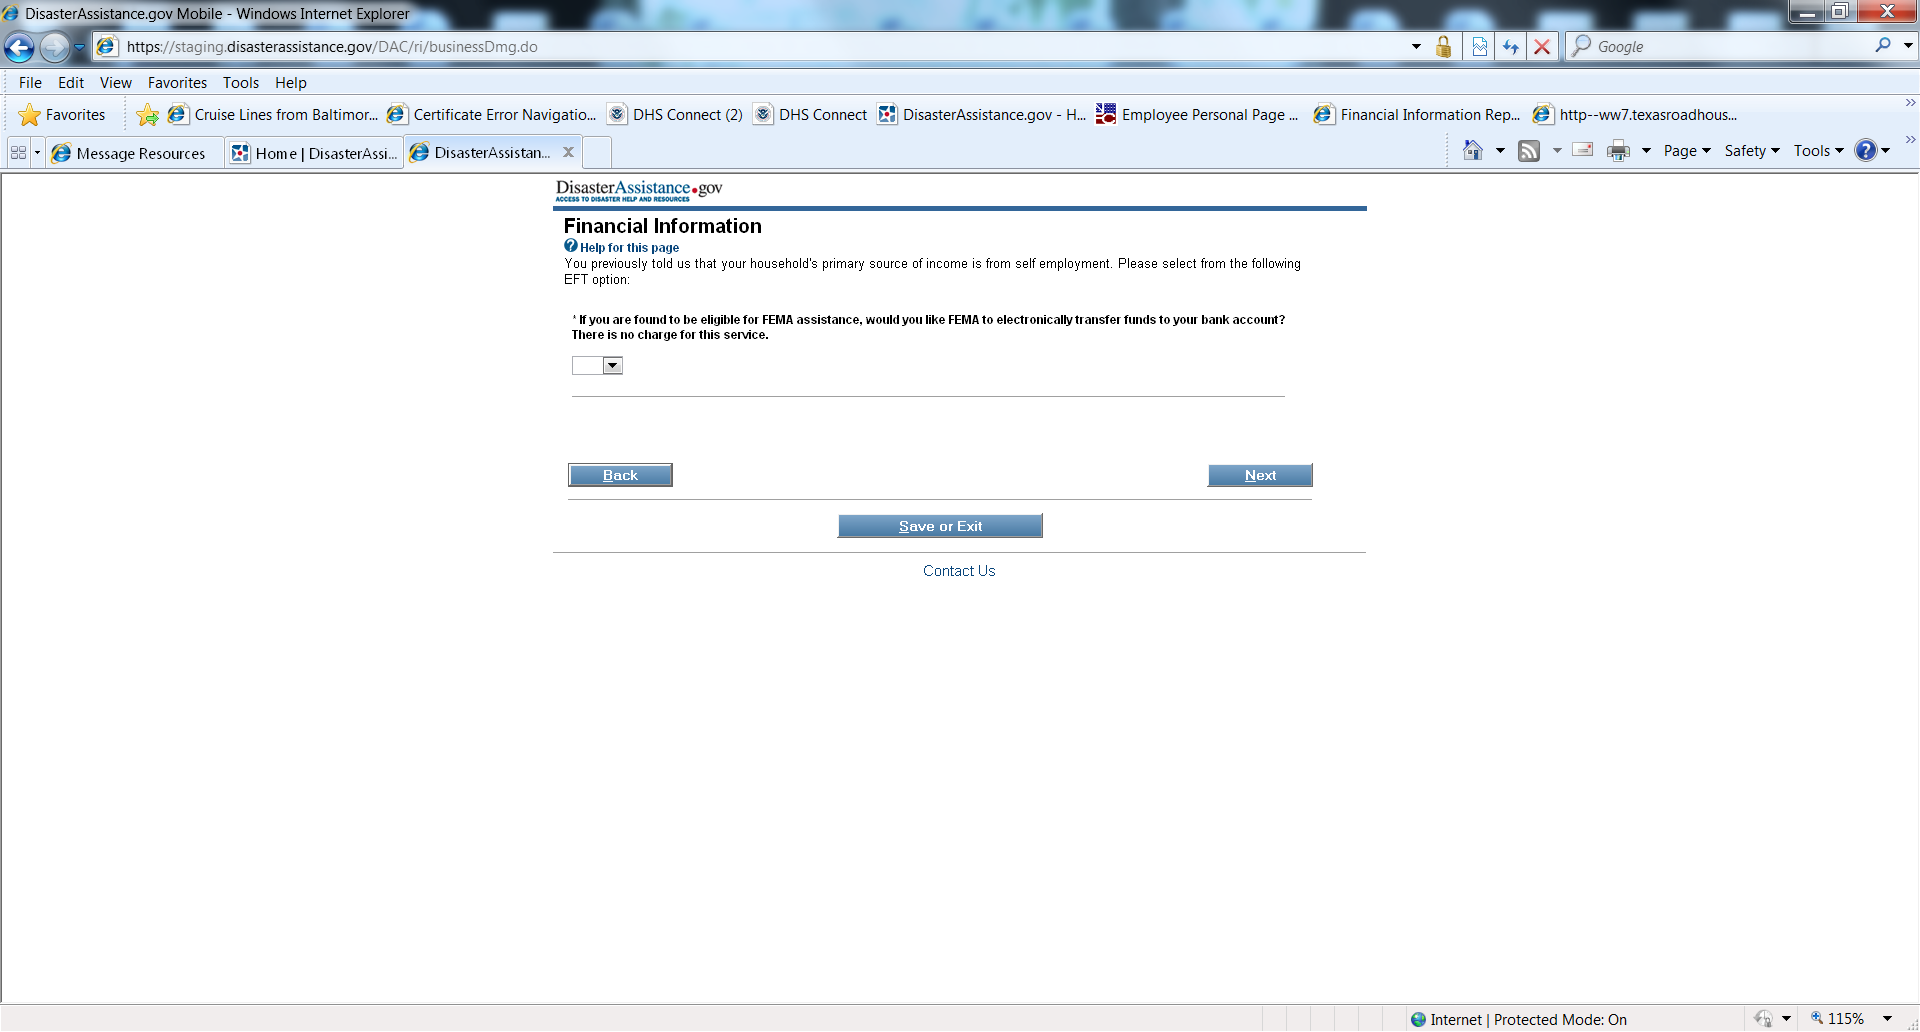 DisasterAssistance.gov Mobile - Windows Internet Explorer
https://staging.disasterassistance.gov/DAC/ri/businessDmg.do
Google
File Edit View Favorites Tools Help
Favorites Cruise Lines from Baltimor... Certificate Error Navigatio... DHS Connect (2) DHS Connect DisasterAssistance.gov - H... Employee Personal Page ... Financial Information Rep... http--ww7.texasroadhous...
Message Resources Home | DisasterAssi... DisasterAssistan... Page Safety Tools
DisasterAssistance.gov
ACCESS TO DISASTER HELP AND RESOURCES
Financial Information
Help for this page
You previously told us that your household's primary source of income is from self employment. Please select from the following
EFT option:
* If you are found to be eligible for FEMA assistance, would you like FEMA to electronically transfer funds to your bank account?
There is no charge for this service.
Back Next
Save or Exit
Contact Us
Internet | Protected Mode: On 115%